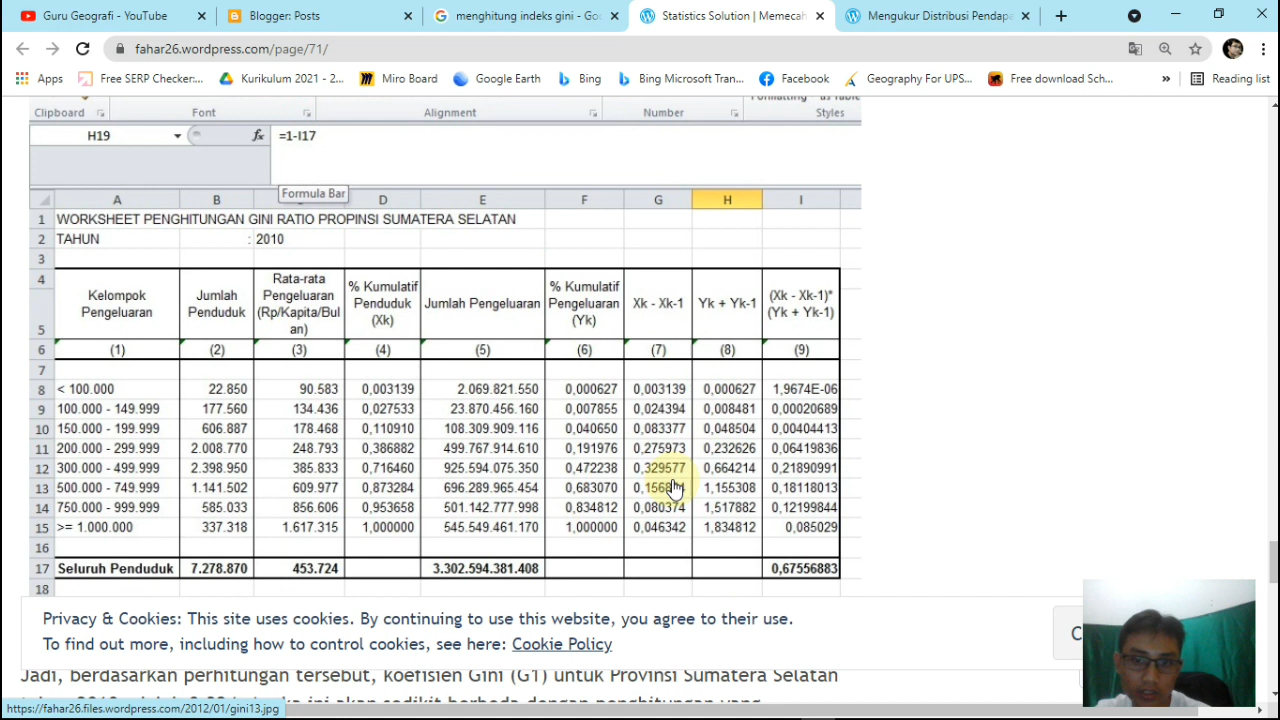 Guru Geografi - YouTube
Blogger: Posts
menghitung indeks gini - Go
Statistics Solution | Memecah
Mengukur Distribusi Pendapa
fahar26.wordpress.com/page/71/
Apps
Free SERP Checker:...
Kurikulum 2021 - 2...
Miro Board
Google Earth
Bing
Bing Microsoft Tran...
Facebook
Geography For UPS...
Free download Sch...
»
Reading list
Clipboard
Font
Alignment
Number
Formatting as Table
Styles
H19
fx
=1-I17
Formula Bar
A B D E F G H I
1 WORKSHEET PENGHITUNGAN GINI RATIO PROPINSI SUMATERA SELATAN
2 TAHUN : 2010
3
4
5
Kelompok Pengeluaran
Jumlah Penduduk
Rata-rata Pengeluaran (Rp/Kapita/Bulan)
% Kumulatif Penduduk (Xk)
Jumlah Pengeluaran
% Kumulatif Pengeluaran (Yk)
Xk - Xk-1
Yk + Yk-1
(Xk - Xk-1)* (Yk + Yk-1)
6 (1) (2) (3) (4) (5) (6) (7) (8) (9)
7
8 < 100.000 22.850 90.583 0,003139 2.069.821.550 0,000627 0,003139 0,000627 1,9674E-06
9 100.000 - 149.999 177.560 134.436 0,027533 23.870.456.160 0,007855 0,024394 0,008481 0,00020689
10 150.000 - 199.999 606.887 178.468 0,110910 108.309.909.116 0,040650 0,083377 0,048504 0,00404413
11 200.000 - 299.999 2.008.770 248.793 0,386882 499.767.914.610 0,191976 0,275973 0,232626 0,06419836
12 300.000 - 499.999 2.398.950 385.833 0,716460 925.594.075.350 0,472238 0,329577 0,664214 0,21890991
13 500.000 - 749.999 1.141.502 609.977 0,873284 696.289.965.454 0,683070 1,155308 0,18118013
14 750.000 - 999.999 585.033 856.606 0,953658 501.142.777.998 0,834812 0,080374 1,517882 0,12199844
15 >= 1.000.000 337.318 1.617.315 1,000000 545.549.461.170 1,000000 0,046342 1,834812 0,085029
16
17 Seluruh Penduduk 7.278.870 453.724 3.302.594.381.408 0,67556883
18
Privacy & Cookies: This site uses cookies. By continuing to use this website, you agree to their use.
To find out more, including how to control cookies, see here: Cookie Policy
C
Jadi, berdasarkan perhitungan tersebut, koefisien Gini (G1) untuk Provinsi Sumatera Selatan
https://fahar26.files.wordpress.com/2012/01/gini13.jpg